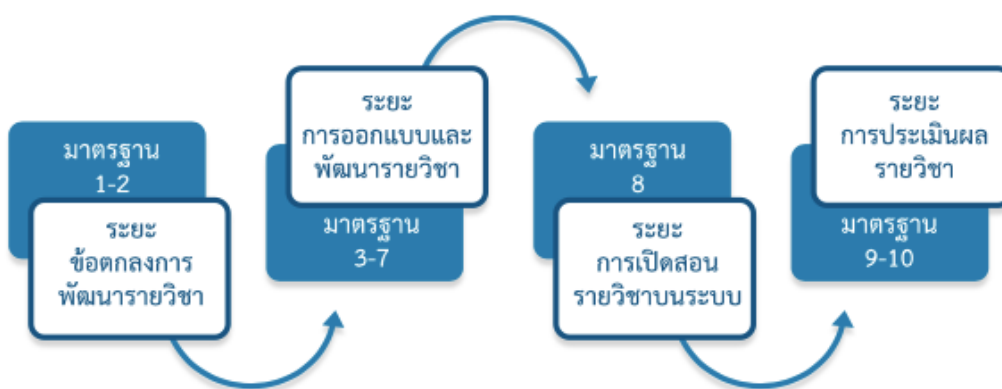 มาตรฐาน
1-2
ระยะ
ข้อตกลงการ
พัฒนารายวิชา
ระยะ
การออกแบบและ
พัฒนารายวิชา
มาตรฐาน
3-7
มาตรฐาน
8
ระยะ
การเปิดสอน
รายวิชาบนระบบ
ระยะ
การประเมินผล
รายวิชา
มาตรฐาน
9-10